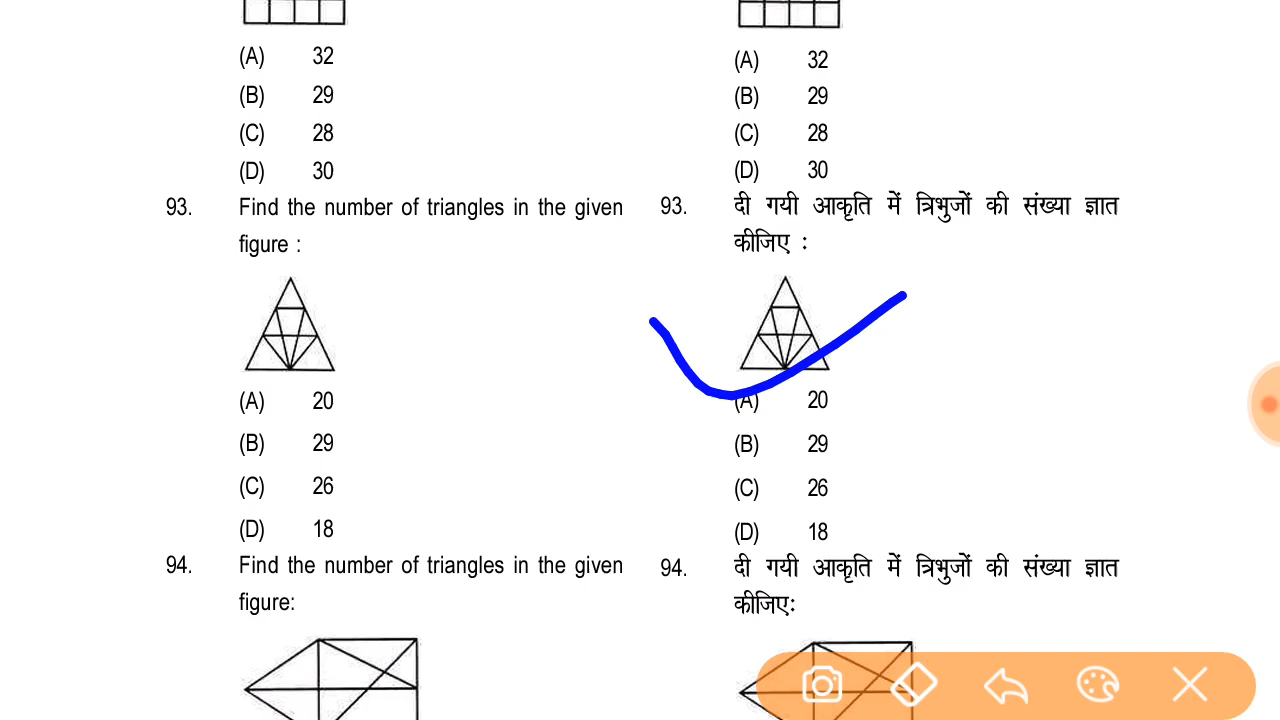 (A) 32
(B) 29
(C) 28
(D) 30
93. Find the number of triangles in the given
figure :
(A) 20
(B) 29
(C) 26
(D) 18
94. Find the number of triangles in the given
figure:
(A) 32
(B) 29
(C) 28
(D) 30
93. दी गयी आकृति में त्रिभुजों की संख्या ज्ञात
कीजिए :
(A) 20
(B) 29
(C) 26
(D) 18
94. दी गयी आकृति में त्रिभुजों की संख्या ज्ञात
कीजिए: